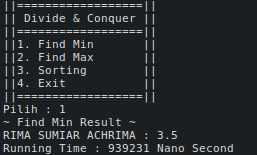 ||==================||
|| Divide & Conquer ||
||==================||
||1. Find Min       ||
||2. Find Max       ||
||3. Sorting        ||
||4. Exit           ||
||==================||
Pilih : 1
~ Find Min Result ~
RIMA SUMIAR ACHRIMA : 3.5
Running Time : 939231 Nano Second